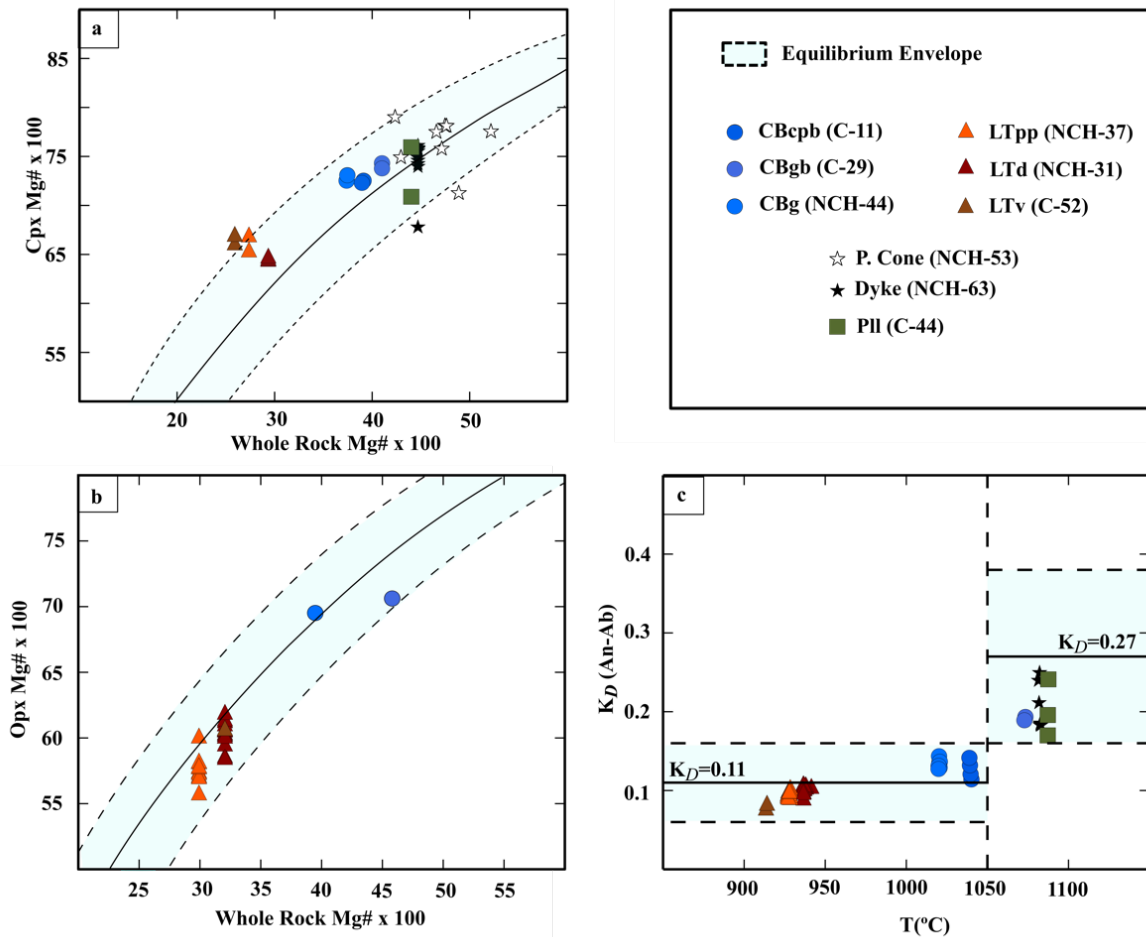 a
85
75
65
55
Cpx Mg# x 100
20
30
40
50
Whole Rock Mg# x 100
Equilibrium Envelope
CBcpb (C-11)
CBgb (C-29)
CBg (NCH-44)
LTpp (NCH-37)
LTd (NCH-31)
LTv (C-52)
P. Cone (NCH-53)
Dyke (NCH-63)
Pll (C-44)
b
75
70
65
60
55
Opx Mg# x 100
25
30
35
40
45
50
55
Whole Rock Mg# x 100
c
0.4
0.3
0.2
0.1
KD (An-Ab)
KD=0.27
KD=0.11
900
950
1000
1050
1100
T(ºC)